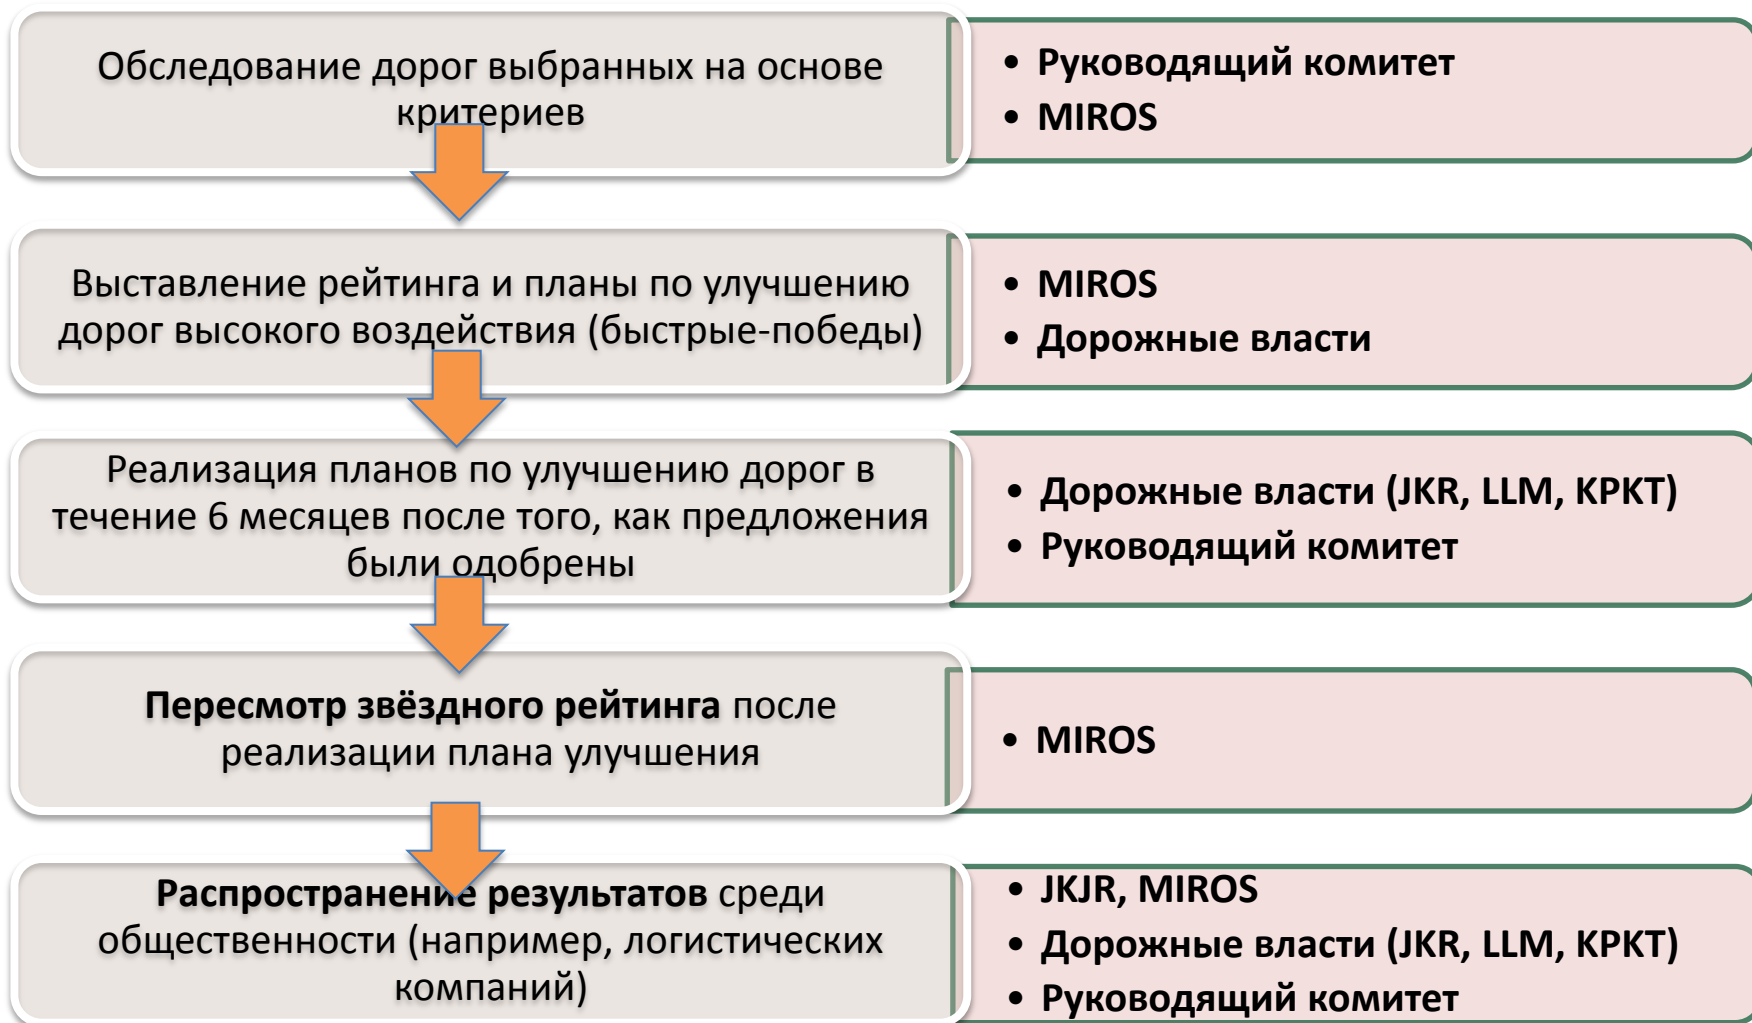 Обследование дорог выбранных на основе
критериев
• Руководящий комитет
• MIROS
Выставление рейтинга и планы по улучшению
дорог высокого воздействия (быстрые-победы)
• MIROS
• Дорожные власти
Реализация планов по улучшению дорог в
течение 6 месяцев после того, как предложения
были одобрены
• Дорожные власти (JKR, LLM, KPKT)
• Руководящий комитет
Пересмотр звёздного рейтинга после
реализации плана улучшения
• MIROS
Распространение результатов среди
общественности (например, логистических
компаний)
• JKJR, MIROS
• Дорожные власти (JKR, LLM, KPKT)
• Руководящий комитет